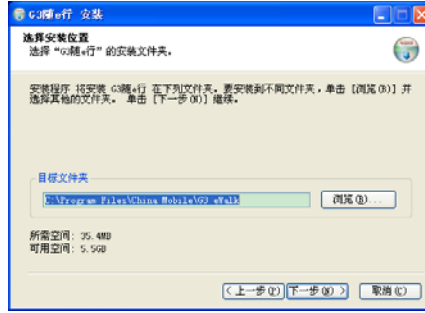 G3随e行 安装
选择安装位置
选择 “G3随e行” 的安装文件夹。
安装程序 将安装 G3随e行 在下列文件夹。要安装到不同文件夹，单击 [浏览(B)] 并
选择其他的文件夹。 单击 [下一步(N)] 继续。
目标文件夹
C:\Program Files\China Mobile\G3 eWalk
浏览(B)...
所需空间: 35.4MB
可用空间: 5.5GB
< 上一步(P) 下一步(N) > 取消(C)